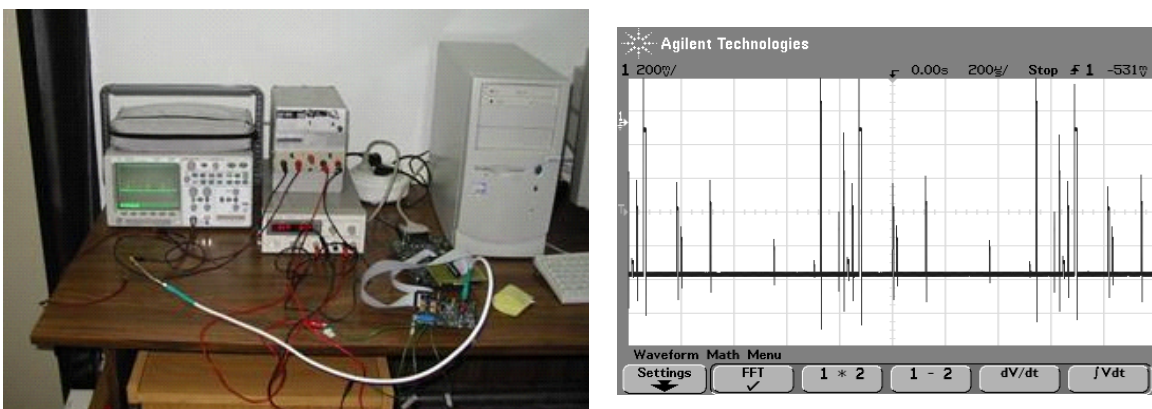 Agilent Technologies
1 200mV/ 0.00s 200µs/ Stop 1 -531mV
Waveform Math Menu
Settings FFT 1 * 2 1 - 2 dV/dt ∫Vdt